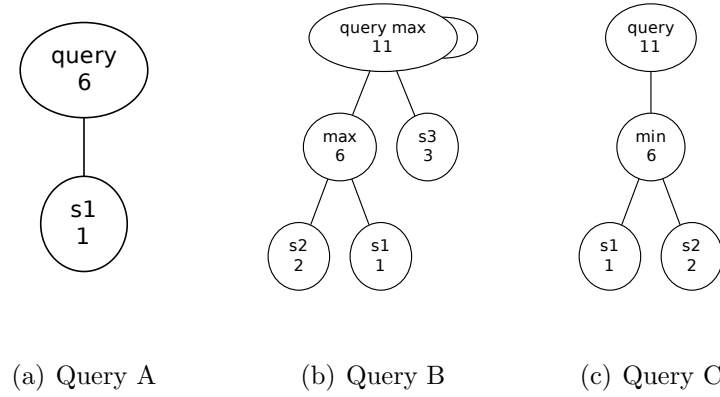 query
6
s1
1
(a) Query A
query max
11
max
6
s3
3
s2
2
s1
1
(b) Query B
query
11
min
6
s1
1
s2
2
(c) Query C